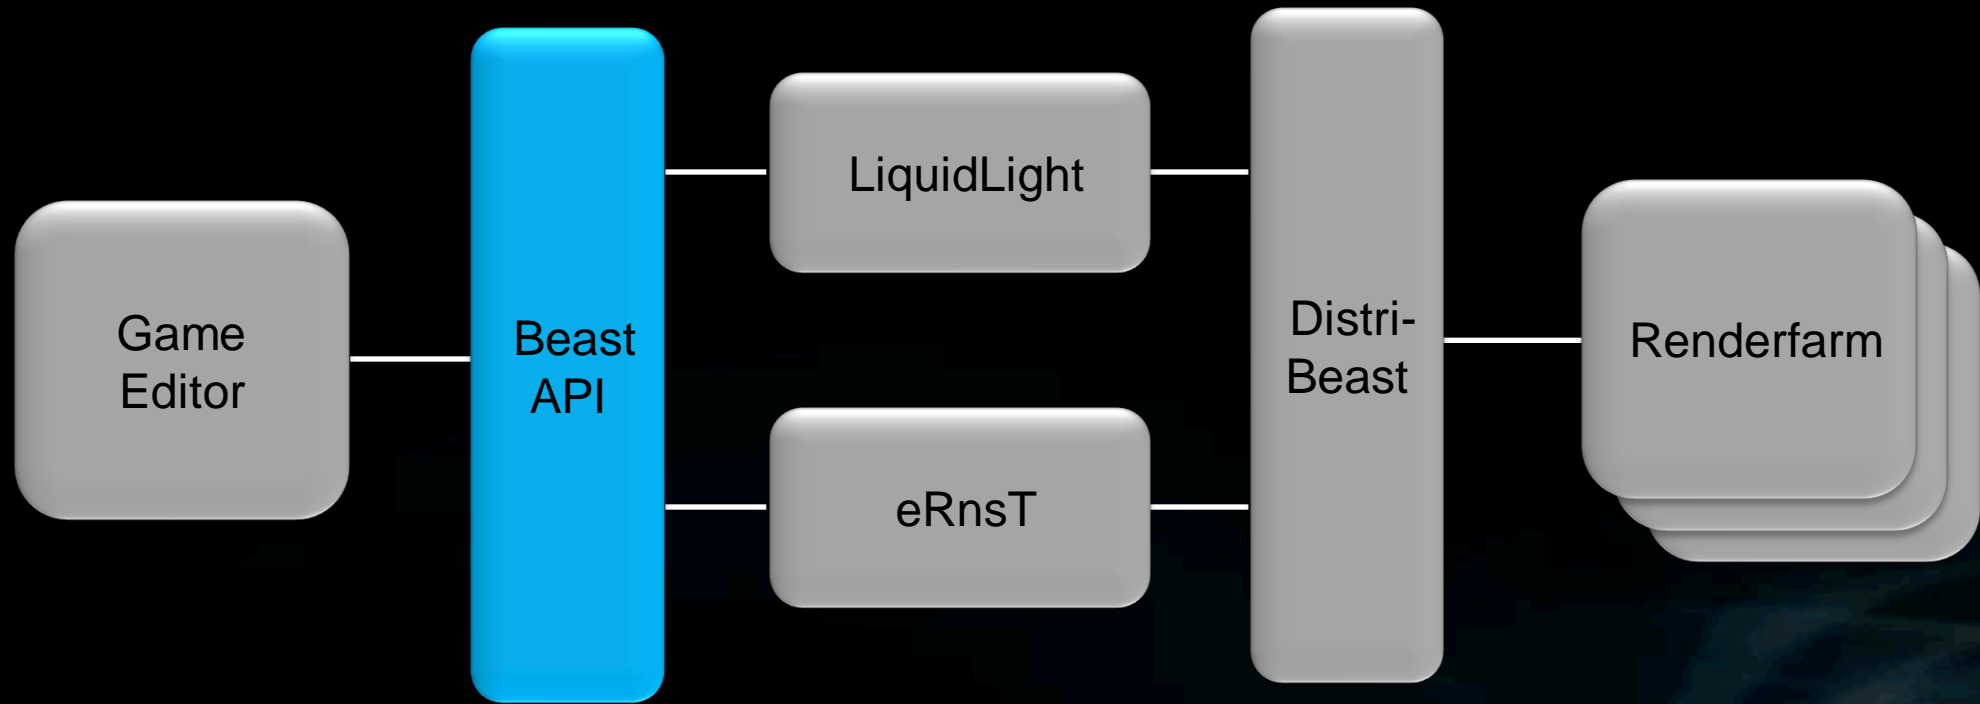 Game
Editor
Beast
API
LiquidLight
eRnsT
Distri-
Beast
Renderfarm